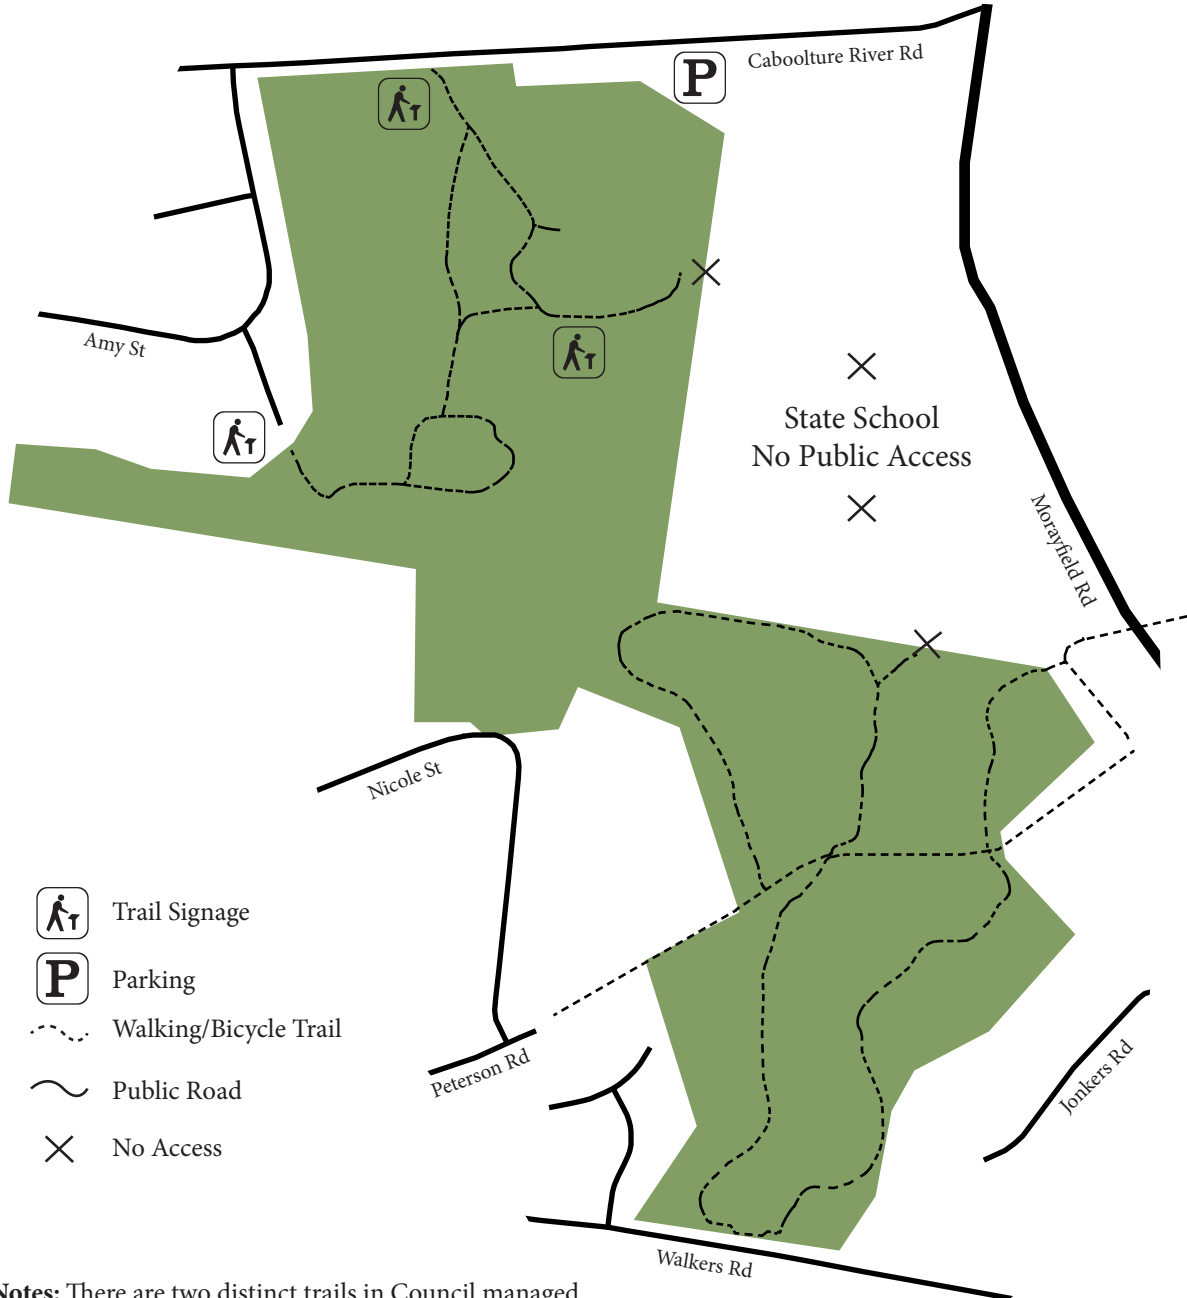 P
Caboolture River Rd
Amy St
State School
No Public Access
Morayfield Rd
Nicole St
Trail Signage
P
Parking
Walking/Bicycle Trail
Peterson Rd
Jonkers Rd
Public Road
No Access
Walkers Rd
Notes: There are two distinct trails in Council managed